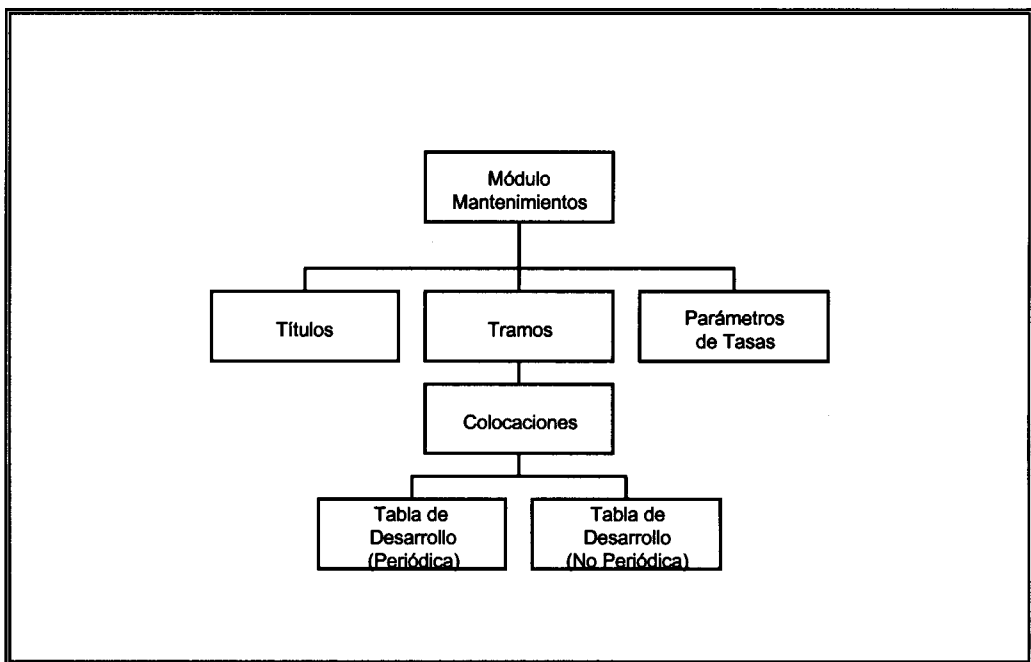 Módulo
Mantenimientos
Títulos
Tramos
Parámetros
de Tasas
Colocaciones
Tabla de
Desarrollo
(Periódica)
Tabla de
Desarrollo
(No Periódica)